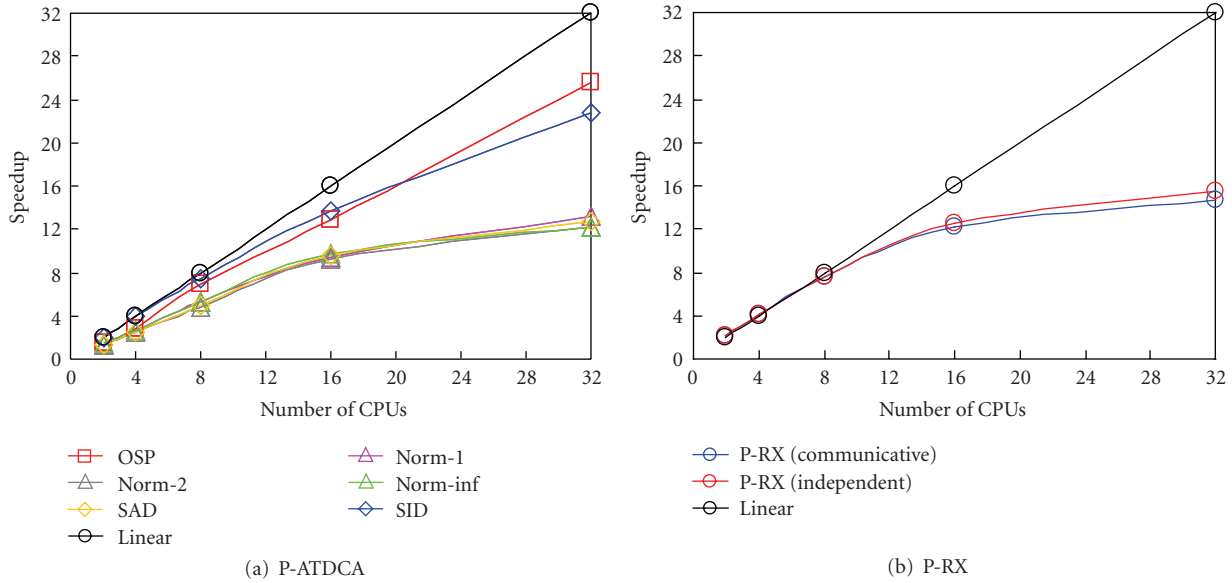 32
28
24
20
16
12
8
4
0
Speedup
0 4 8 12 16 20 24 28 32
Number of CPUs
OSP
Norm-2
SAD
Linear
Norm-1
Norm-inf
SID
(a) P-ATDCA
32
28
24
20
16
12
8
4
0
Speedup
0 4 8 12 16 20 24 28 32
Number of CPUs
P-RX (communicative)
P-RX (independent)
Linear
(b) P-RX